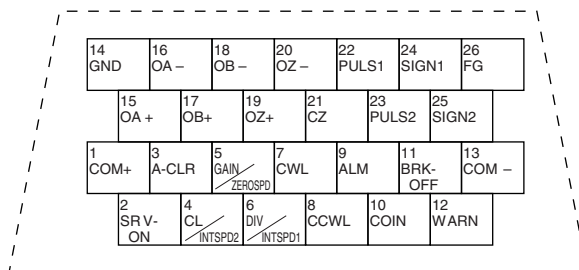 14 16 18 20 22 24 26
GND OA – OB – OZ – PULS1 SIGN1 FG
15 17 19 21 23 25
OA + OB+ OZ+ CZ PULS2 SIGN2
1 3 5 7 9 11 13
COM+ A-CLR GAIN CWL ALM BRK- COM –
ZEROSPD OFF
2 4 6 8 10 12
SRV- CL DIV CCWL COIN WARN
ON INTSPD2 INTSPD1